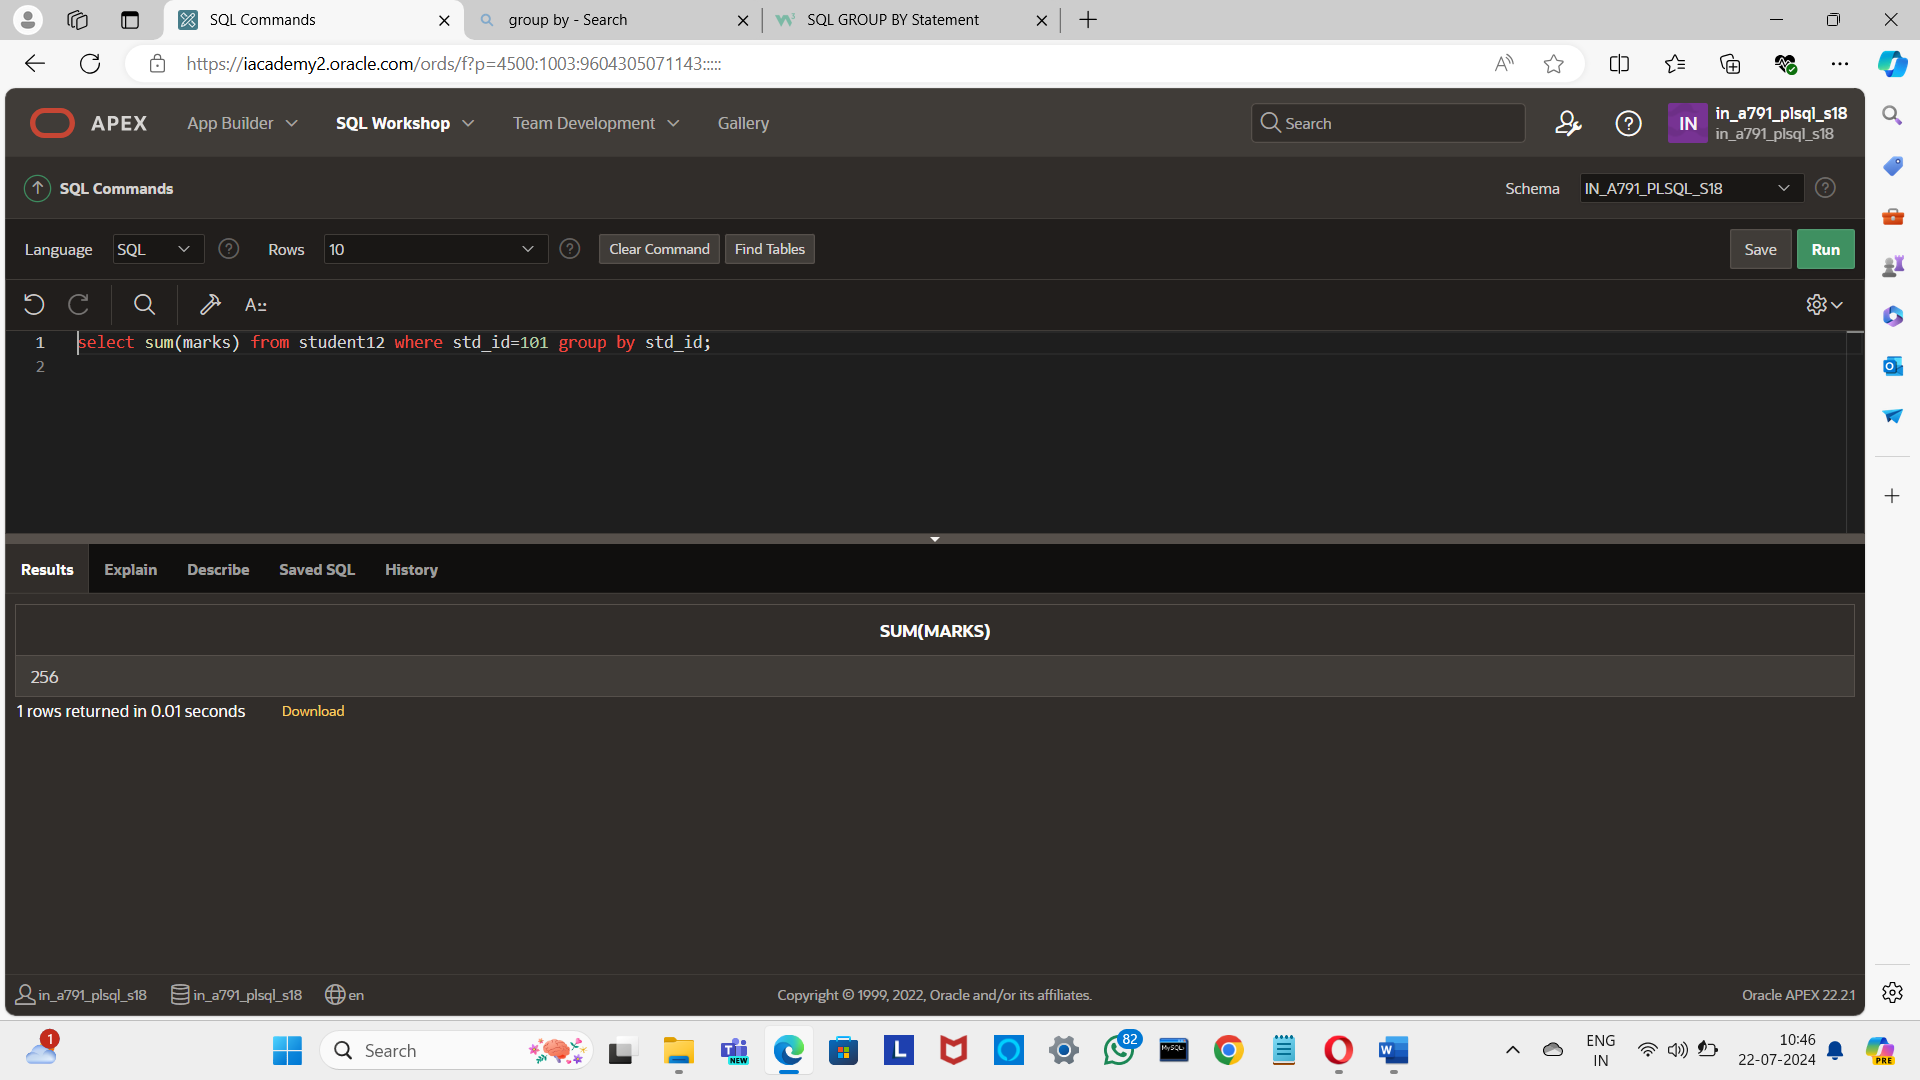 SQL Commands
group by - Search
SQL GROUP BY Statement
https://iacademy2.oracle.com/ords/f?p=4500:1003:9604305071143:::::
APEX
App Builder
SQL Workshop
Team Development
Gallery
Search
IN
in_a791_plsql_s18
in_a791_plsql_s18
SQL Commands
Schema
IN_A791_PLSQL_S18
Language
SQL
Rows
10
Clear Command
Find Tables
Save
Run
1 select sum(marks) from student12 where std_id=101 group by std_id;
2
Results
Explain
Describe
Saved SQL
History
SUM(MARKS)
256
1 rows returned in 0.01 seconds
Download
in_a791_plsql_s18
in_a791_plsql_s18
en
Copyright © 1999, 2022, Oracle and/or its affiliates.
Oracle APEX 22.2.1
1
Search
NEW
L
82
MySQL
W
ENG
IN
10:46
22-07-2024
PRE